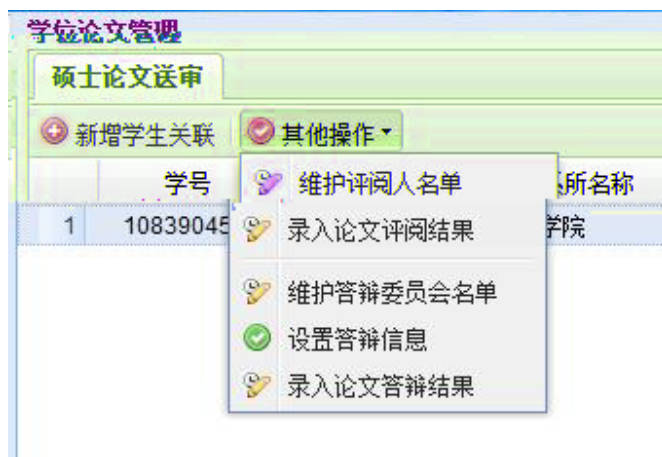 学位论文管理
硕士论文送审
新增学生关联 其他操作
学号 维护评阅人名单 所名称
1 10839045 录入论文评阅结果 学院
维护答辩委员会名单
设置答辩信息
录入论文答辩结果